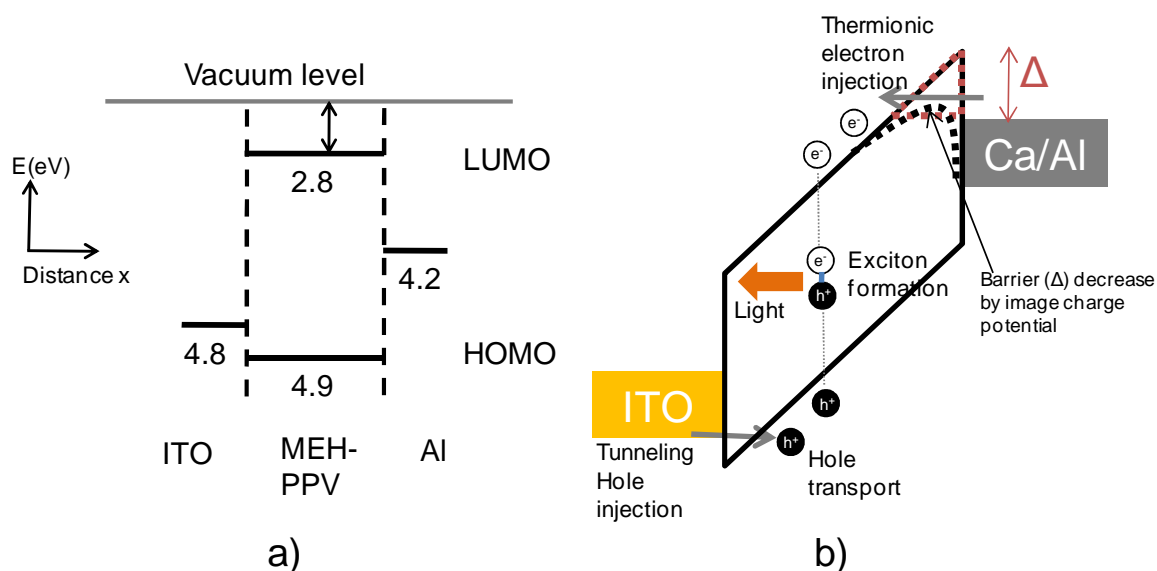 Vacuum level
E(eV)
Distance x
2.8
LUMO
4.2
4.8
4.9
HOMO
ITO
MEH-
PPV
Al
a)
Thermionic
electron
injection
Δ
e-
e-
Ca/Al
e-
h+
Exciton
formation
Light
Barrier (Δ) decrease
by image charge
potential
ITO
h+
h+
Tunneling
Hole
injection
Hole
transport
b)